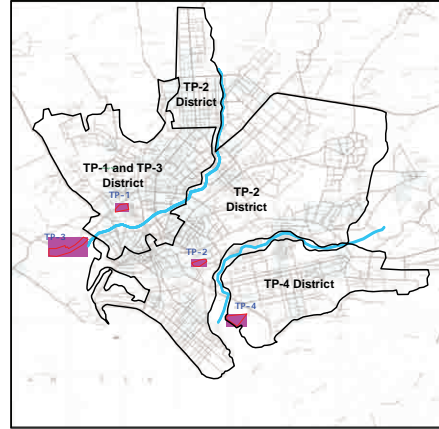 TP-2
District
TP-1 and TP-3
District
TP-1
TP-2
District
TP-3
TP-2
TP-4 District
TP-4